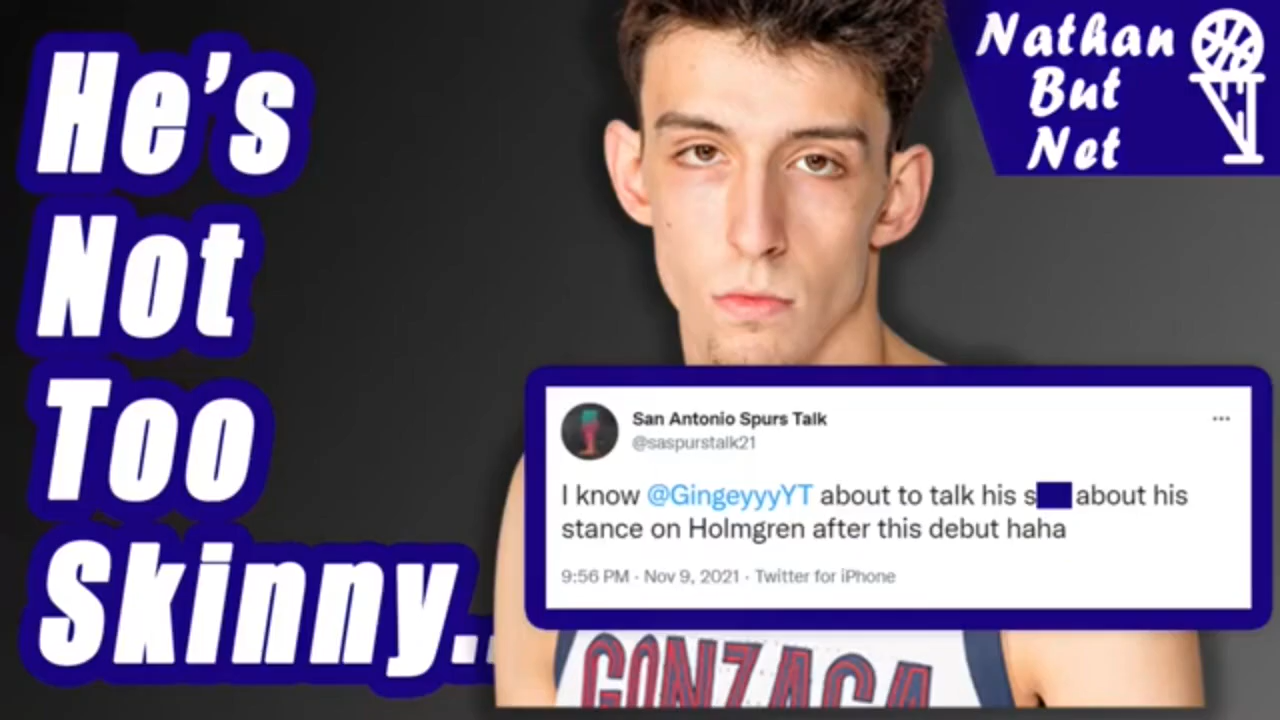 He's
Not
Too
Skinny..
Nathan
But
Net
San Antonio Spurs Talk
@saspurstalk21
I know @GingeyyyYT about to talk his s about his
stance on Holmgren after this debut haha
9:56 PM · Nov 9, 2021 · Twitter for iPhone
GONZAGA